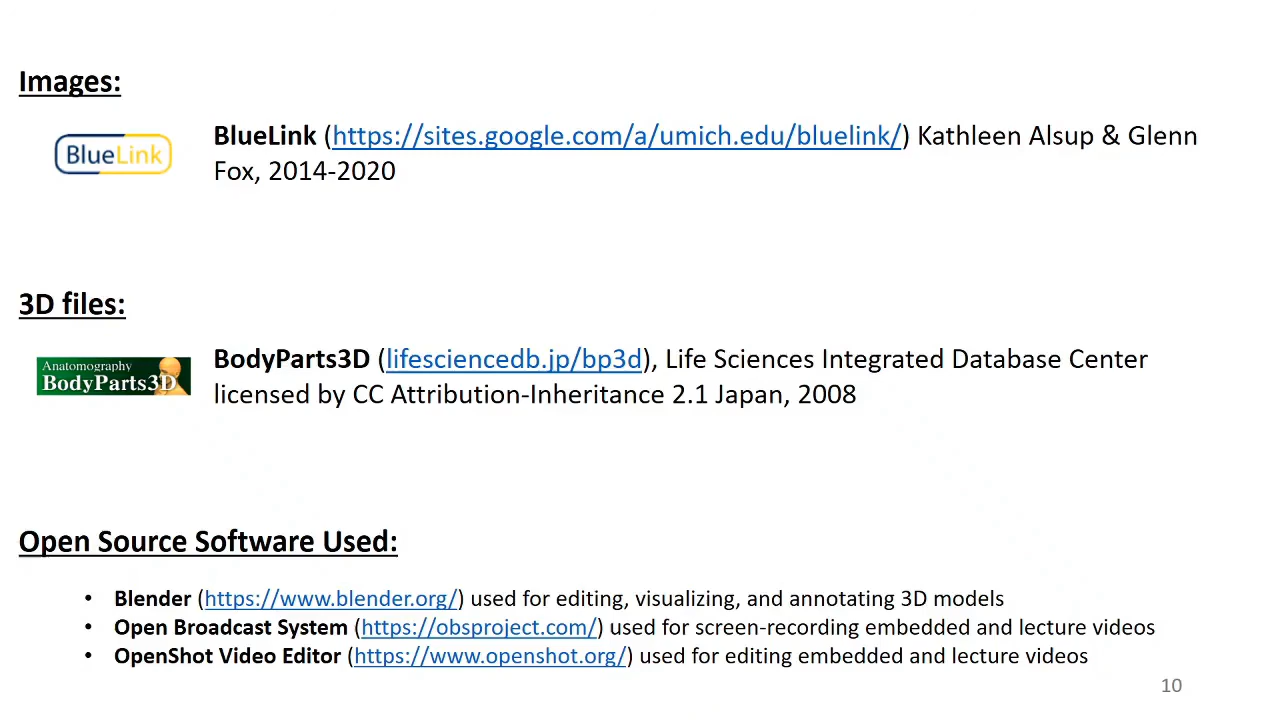 Images:
BlueLink
BlueLink (https://sites.google.com/a/umich.edu/bluelink/) Kathleen Alsup & Glenn
Fox, 2014-2020
3D files:
Anatomography
BodyParts3D
BodyParts3D (lifesciencedb.jp/bp3d), Life Sciences Integrated Database Center
licensed by CC Attribution-Inheritance 2.1 Japan, 2008
Open Source Software Used:
• Blender (https://www.blender.org/) used for editing, visualizing, and annotating 3D models
• Open Broadcast System (https://obsproject.com/) used for screen-recording embedded and lecture videos
• OpenShot Video Editor (https://www.openshot.org/) used for editing embedded and lecture videos
10